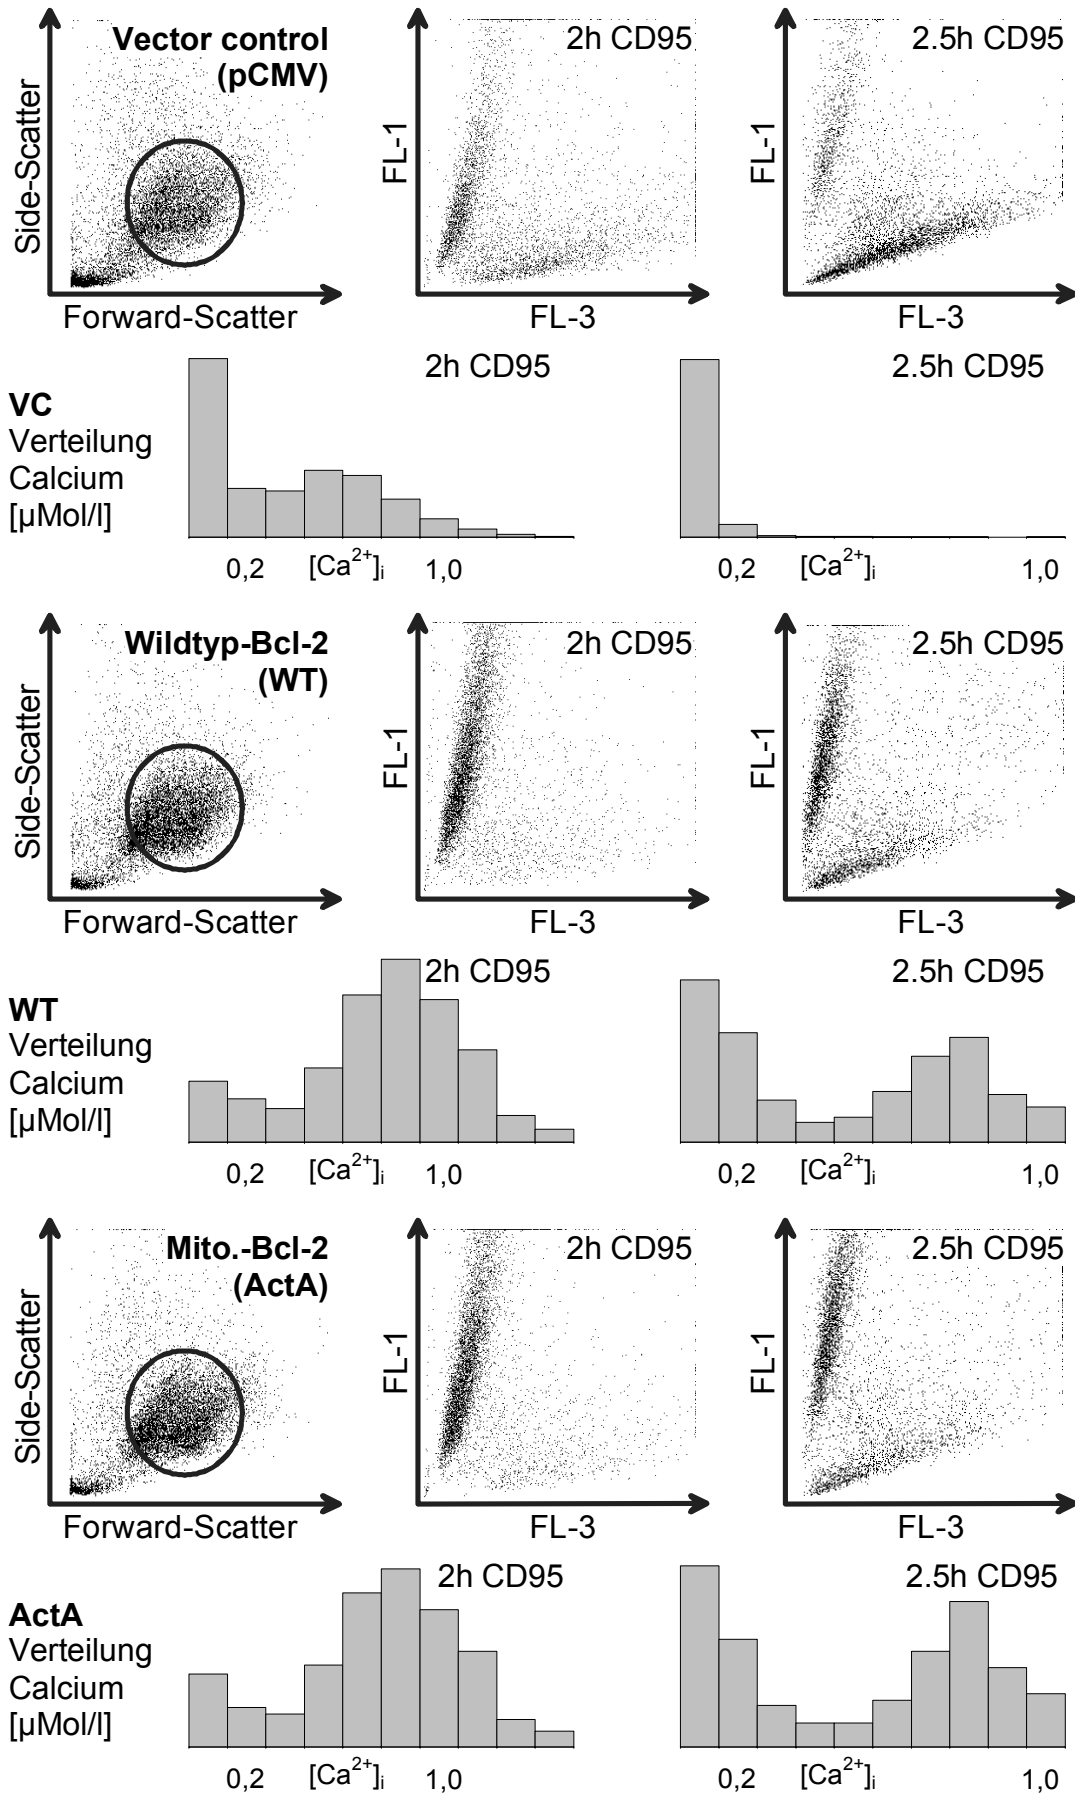 Vector control
(pCMV)
2h CD95
2.5h CD95
Side-Scatter
FL-1
FL-1
Forward-Scatter
FL-3
FL-3
2h CD95
2.5h CD95
VC
Verteilung
Calcium
[µMol/l]
0,2 [Ca²⁺]ᵢ 1,0
0,2 [Ca²⁺]ᵢ 1,0
Wildtyp-Bcl-2
(WT)
2h CD95
2.5h CD95
Side-Scatter
FL-1
FL-1
Forward-Scatter
FL-3
FL-3
2h CD95
2.5h CD95
WT
Verteilung
Calcium
[µMol/l]
0,2 [Ca²⁺]ᵢ 1,0
0,2 [Ca²⁺]ᵢ 1,0
Mito.-Bcl-2
(ActA)
2h CD95
2.5h CD95
Side-Scatter
FL-1
FL-1
Forward-Scatter
FL-3
FL-3
2h CD95
2.5h CD95
ActA
Verteilung
Calcium
[µMol/l]
0,2 [Ca²⁺]ᵢ 1,0
0,2 [Ca²⁺]ᵢ 1,0